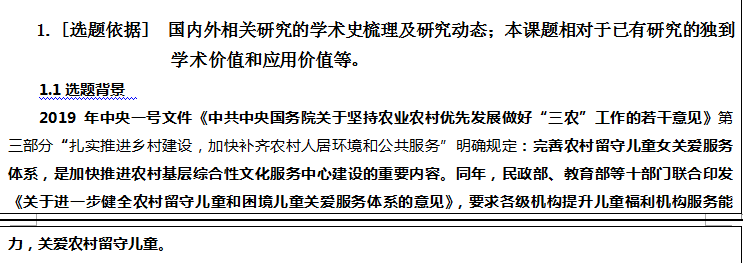 1. [选题依据] 国内外相关研究的学术史梳理及研究动态；本课题相对于已有研究的独到
学术价值和应用价值等。
1.1 选题背景
2019 年中央一号文件《中共中央国务院关于坚持农业农村优先发展做好“三农”工作的若干意见》第
三部分“扎实推进乡村建设，加快补齐农村人居环境和公共服务”明确规定：完善农村留守儿童女关爱服务
体系，是加快推进农村基层综合性文化服务中心建设的重要内容。同年，民政部、教育部等十部门联合印发
《关于进一步健全农村留守儿童和困境儿童关爱服务体系的意见》，要求各级机构提升儿童福利机构服务能
力，关爱农村留守儿童。